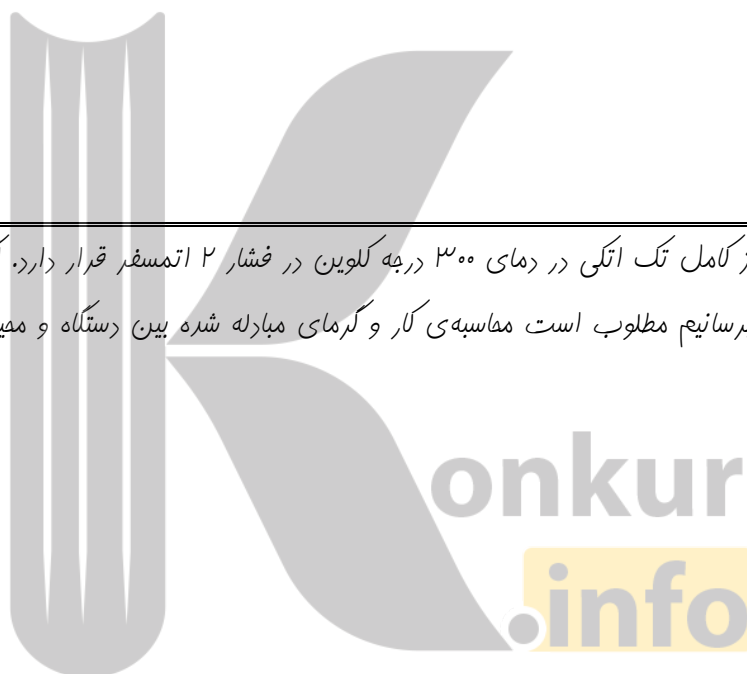 کامل تک اتمی در دمای ۳۰۰ درجه کلوین در فشار ۲ اتمسفر قرار دارد.
برسانیم مطلوب است محاسبه‌ی کار و گرمای مبادله شده بین دستگاه و
onkur
.info